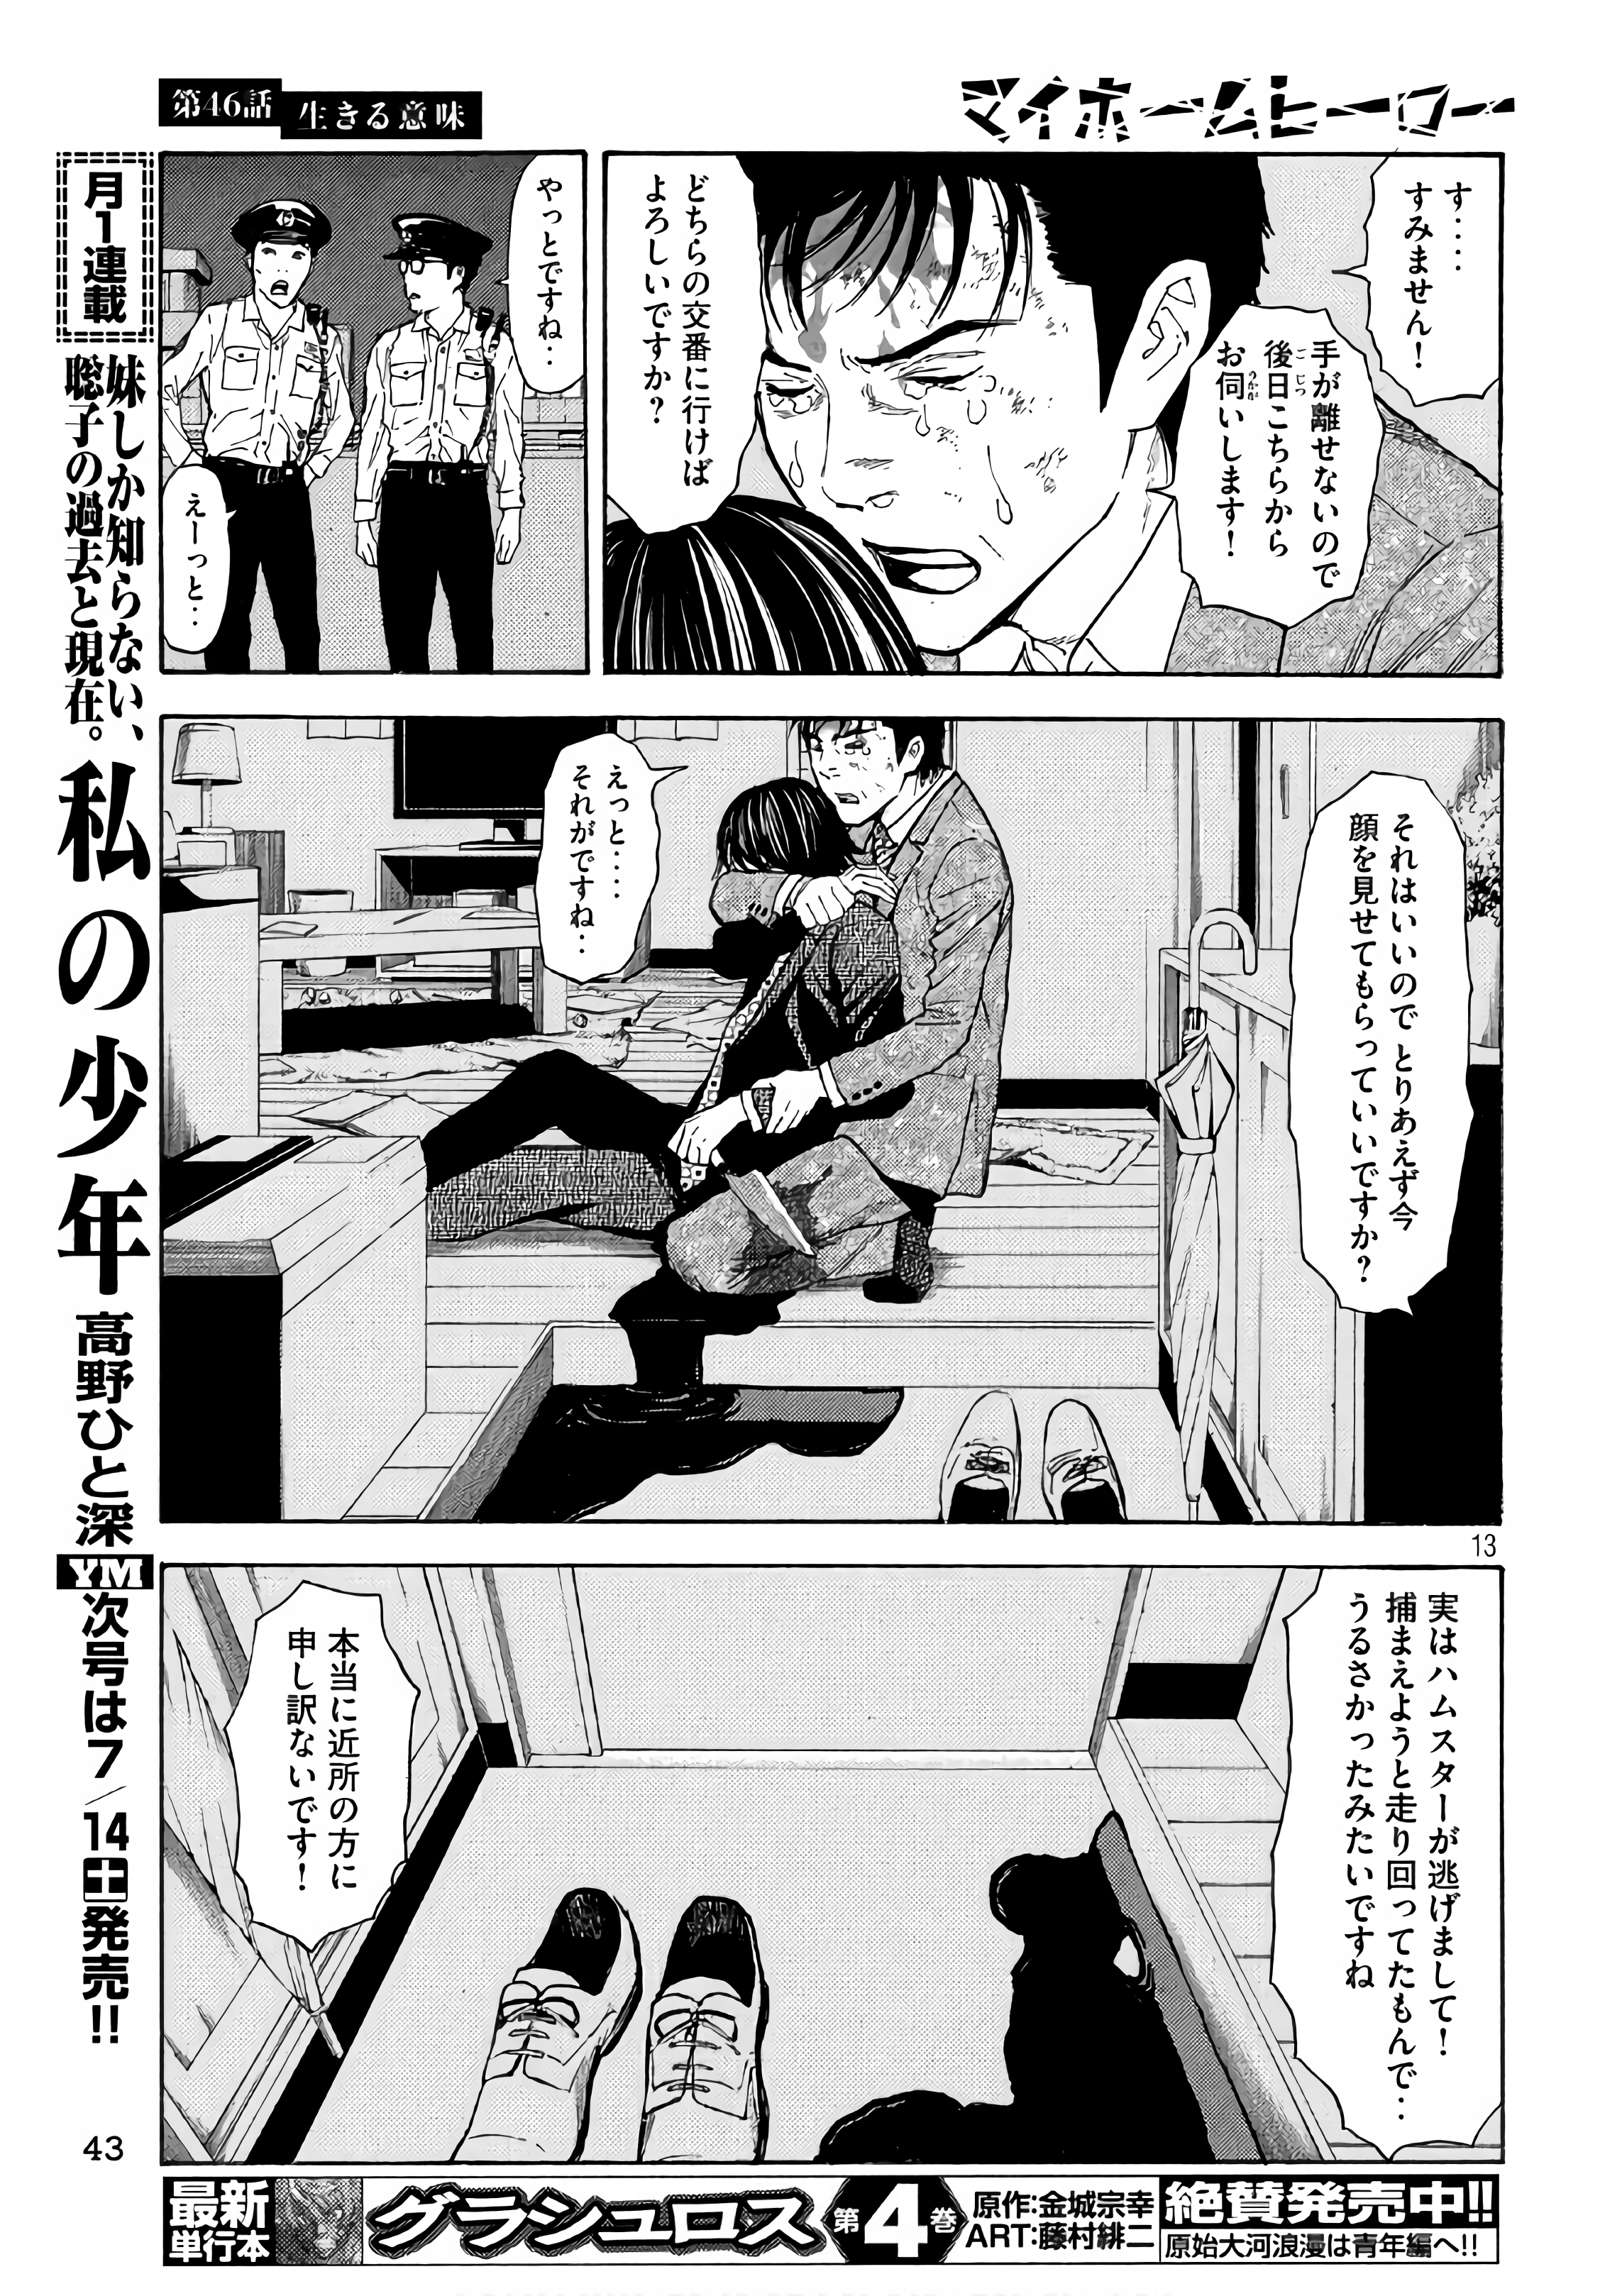 第46話
生きる意味
マイホームヒーロー
す‥‥
すみません！
手が離せないので
後日こちらから
お伺いします！
ごじつ
うかが
どちらの交番に行けば
よろしいですか？
やっとですね‥
えーっと‥
それはいいので とりあえず今
顔を見せてもらっていいですか？
えっと‥‥
それがですね‥
13
実はハムスターが逃げまして！
捕まえようと走り回ってたもんで‥
うるさかったみたいですね
本当に近所の方に
申し訳ないです！
月1連載
妹しか知らない、
聡子の過去と現在。
私の少年
高野ひと深
YM
次号は7／14土発売!!
43
最新
単行本
グラシュロス
第4巻
原作:金城宗幸
ART:藤村緋二
絶賛発売中!!
原始大河浪漫は青年編へ!!